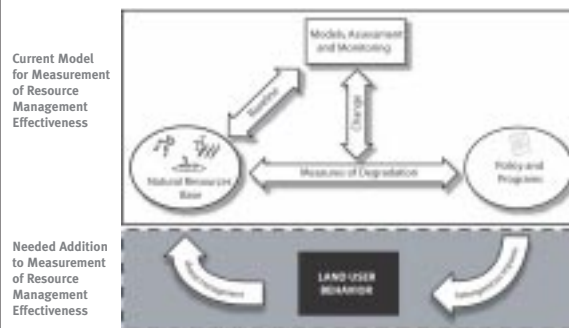 Current Model
for Measurement
of Resource
Management
Effectiveness
Models, Assessment
and Monitoring
Baseline
Change
Natural Resources
Base
Measures of Degradation
Policy and
Programs
Needed Addition
to Measurement
of Resource
Management
Effectiveness
LAND USER
BEHAVIOR